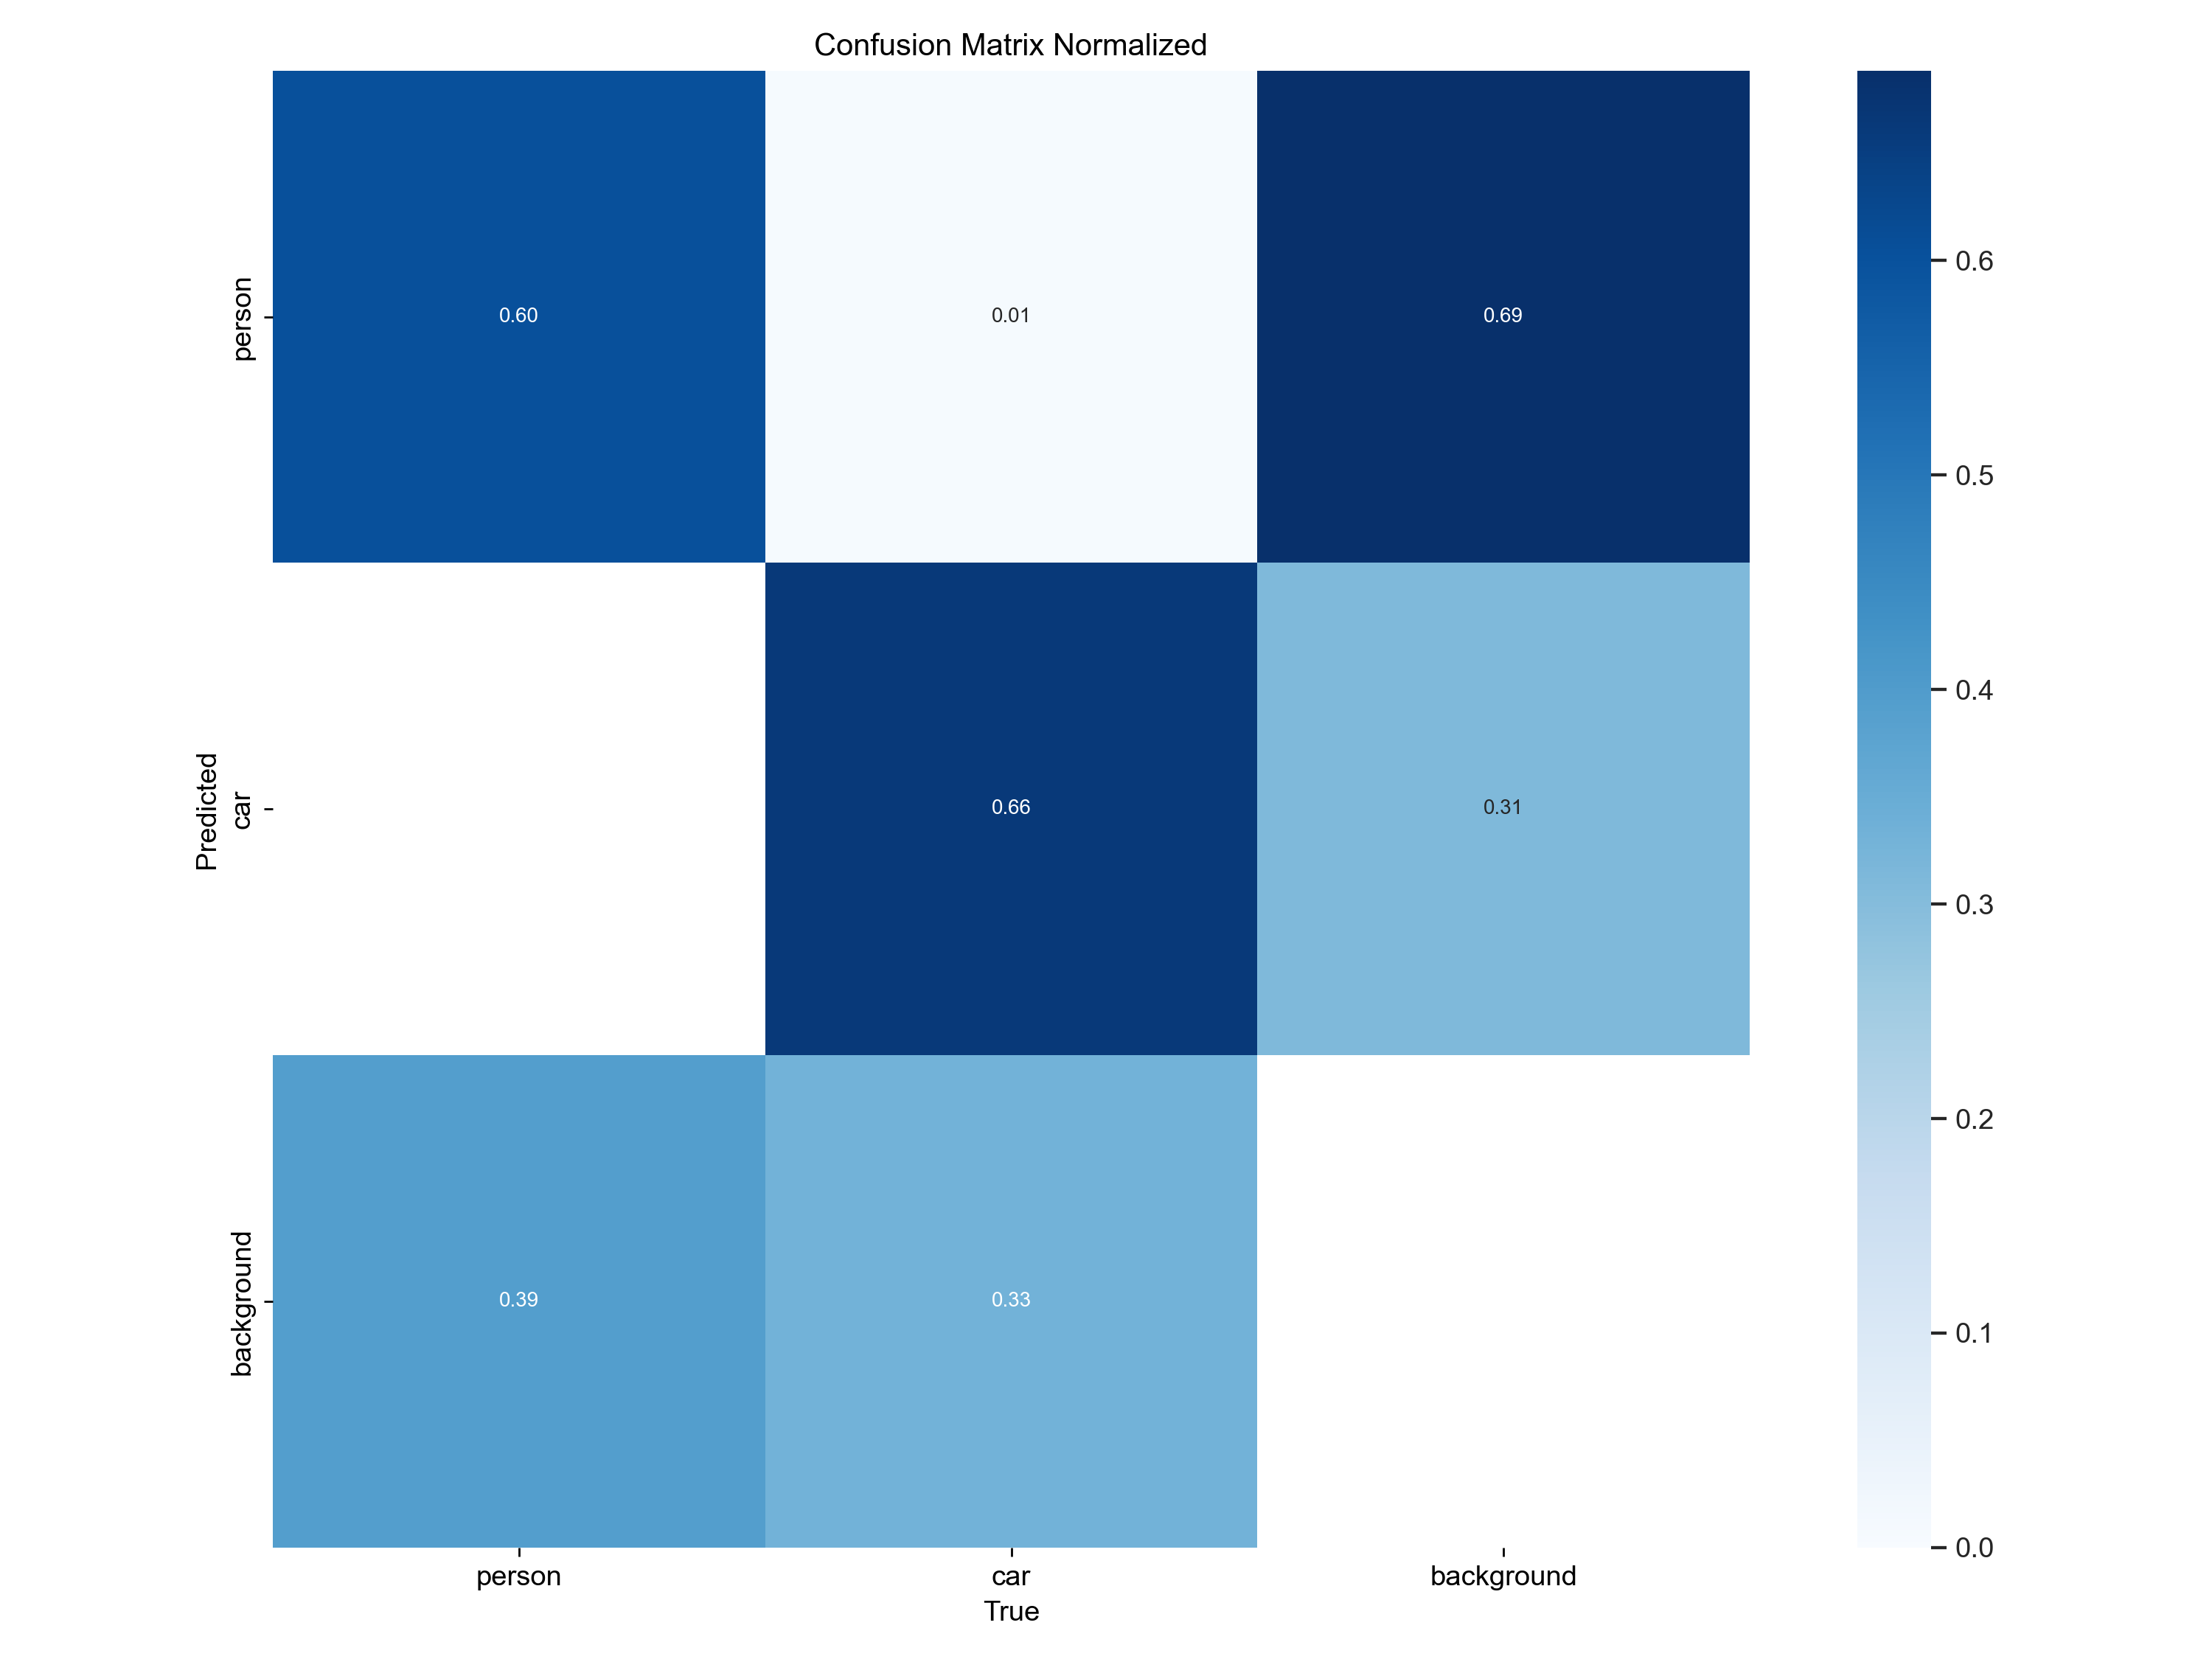 Confusion Matrix Normalized
person
0.60
0.01
0.69
Predicted
car
0.66
0.31
background
0.39
0.33
person
car
background
True
0.6
0.5
0.4
0.3
0.2
0.1
0.0